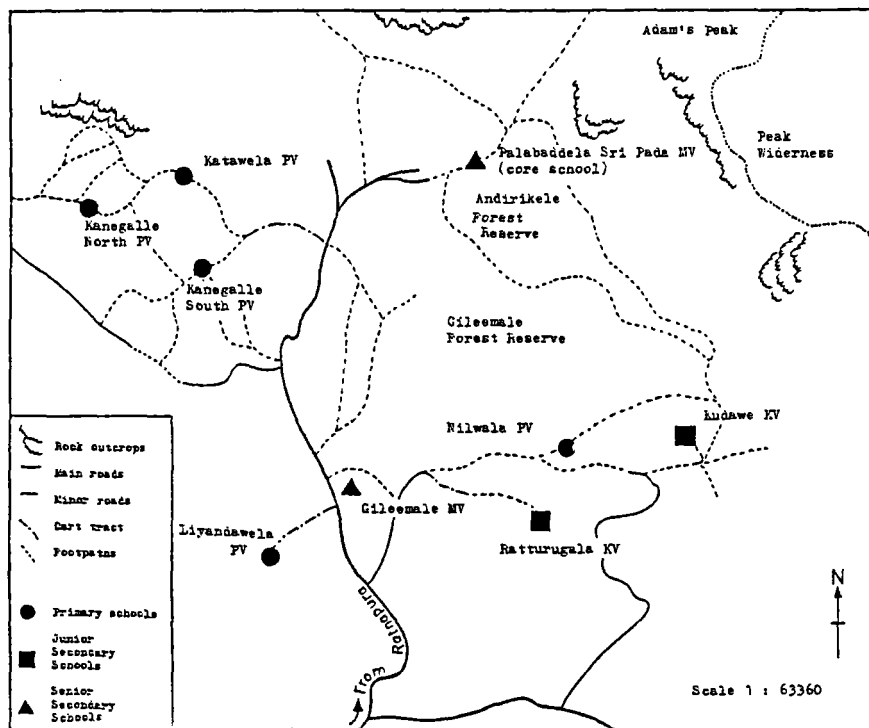 Adam's Peak
Peak
Wilderness
Katawela PV
Palabaddela Sri Pada MV
(core school)
Andirikele
Forest
Reserve
Kanegalle
North PV
Kanegalle
South PV
Gileemale
Forest Reserve
Nilwala PV
Ludawe KV
Gileemale MV
Liyandawela
PV
Ratturugala KV
From Ratnapura
N
Scale 1 : 63360
Rock outcrops
Main roads
Minor roads
Cart tract
Footpatns
Primary schools
Junior
Secondary
Schools
Senior
Secondary
Schools